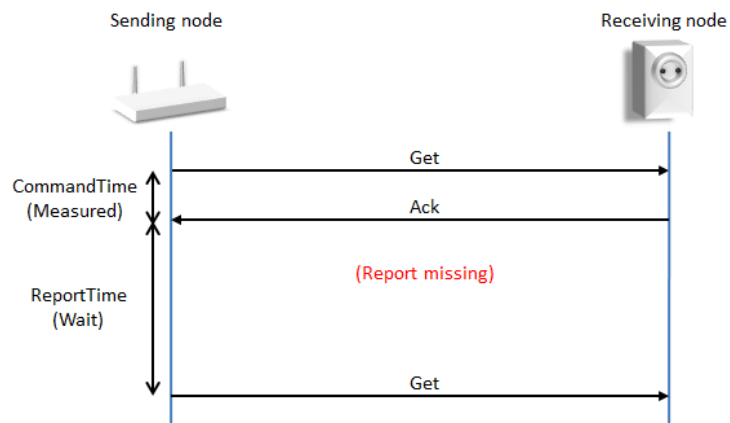 Sending node
Receiving node
Get
CommandTime
(Measured)
Ack
(Report missing)
ReportTime
(Wait)
Get